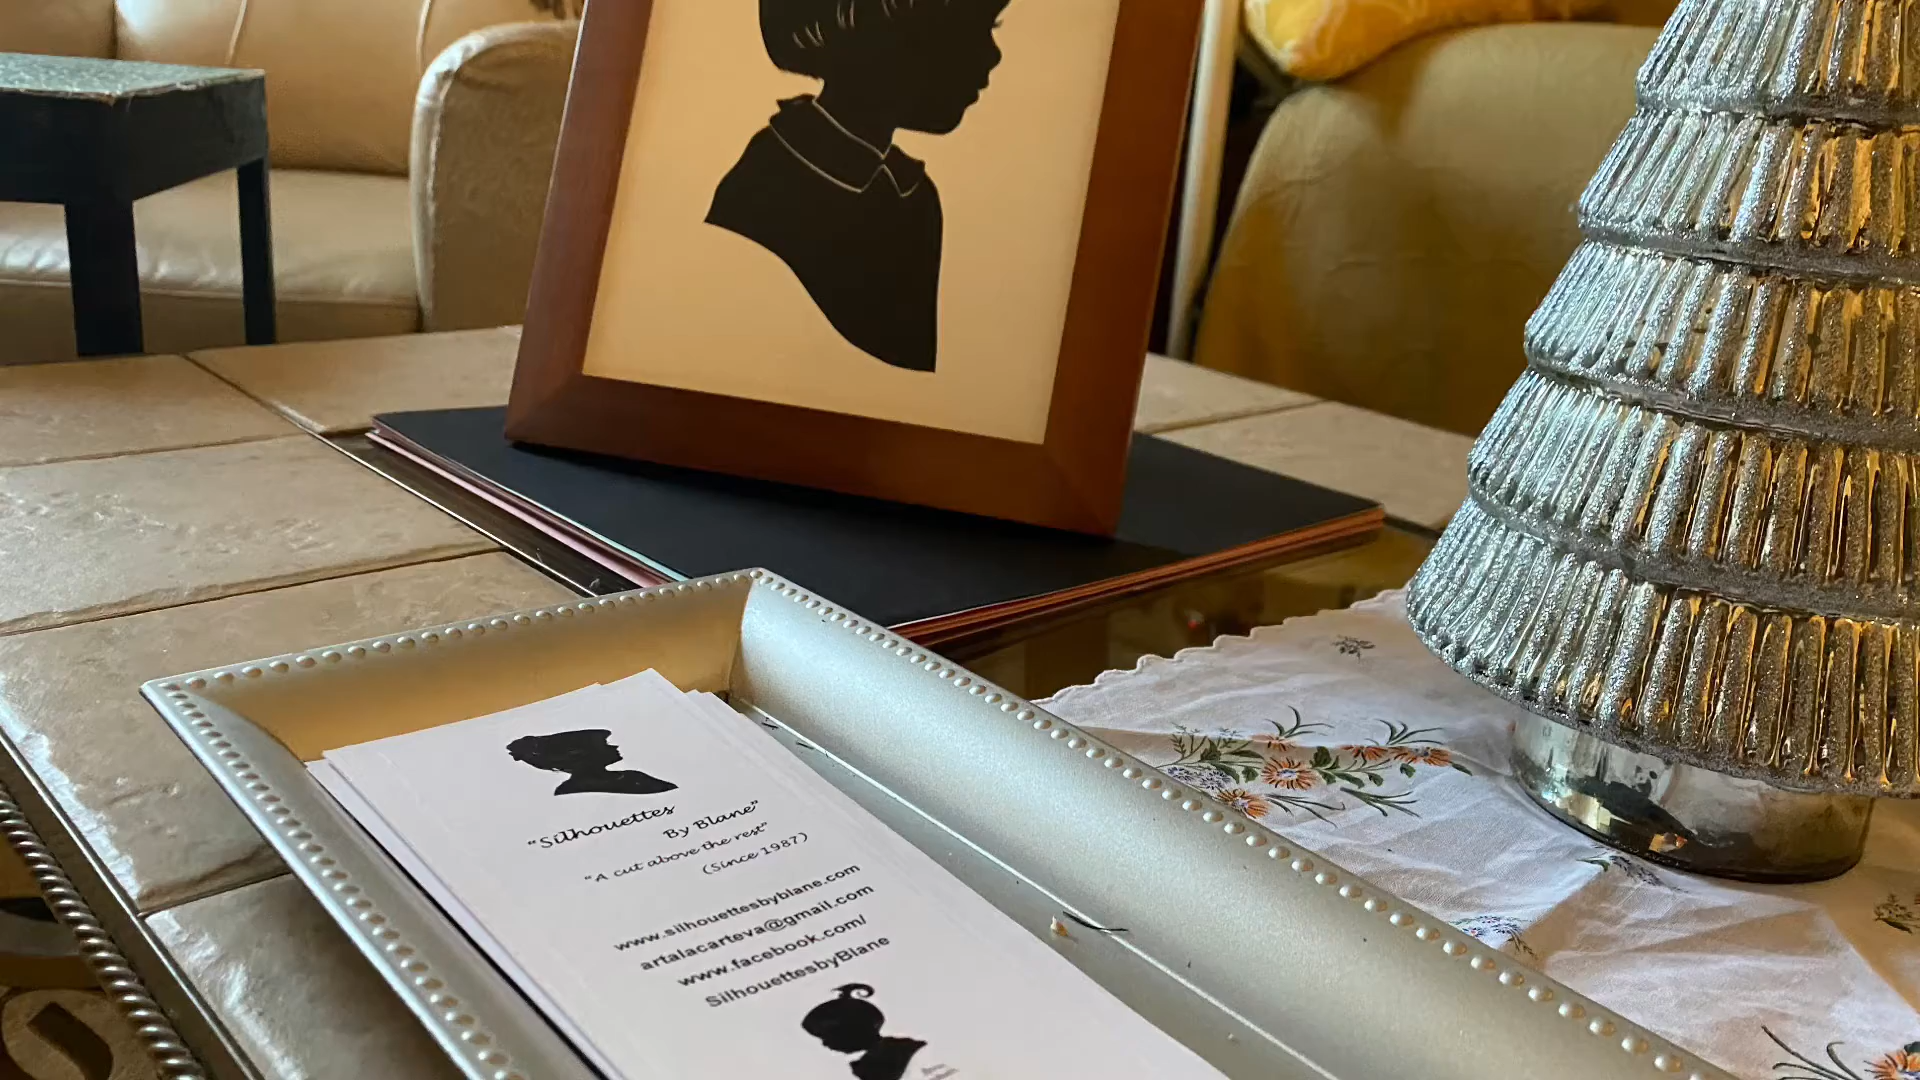 "Silhouettes
By Blane"
"A cut above the rest"
(Since 1987)
www.silhouettesbyblane.com
artalacarteva@gmail.com
www.facebook.com/
SilhouettesbyBlane